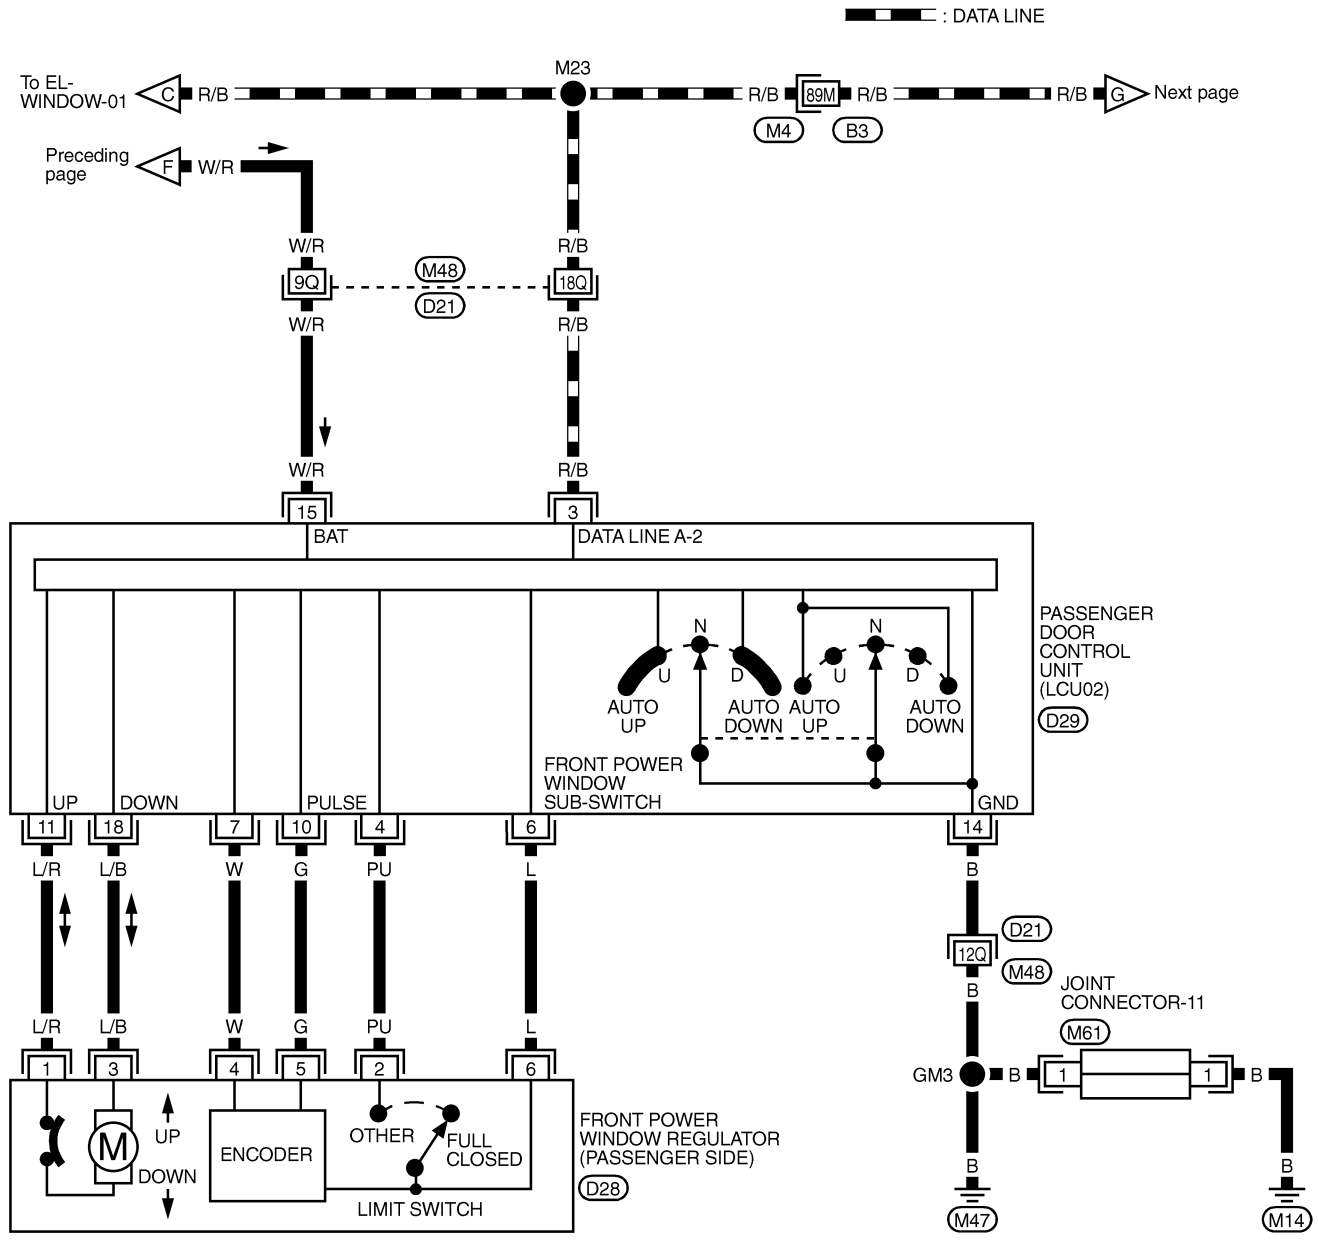 : DATA LINE
To EL-
WINDOW-01
C
R/B
M23
R/B
89M
R/B
R/B
G
Next page
M4
B3
Preceding
page
F
W/R
W/R
R/B
9Q
M48
18Q
D21
W/R
R/B
W/R
R/B
15
3
BAT
DATA LINE A-2
PASSENGER
DOOR
CONTROL
UNIT
(LCU02)
D29
N
N
U
D
U
D
AUTO
UP
AUTO
DOWN
AUTO
UP
AUTO
DOWN
FRONT POWER
WINDOW
SUB-SWITCH
UP
DOWN
PULSE
GND
11
18
7
10
4
6
14
L/R
L/B
W
G
PU
L
B
D21
12Q
M48
B
JOINT
CONNECTOR-11
M61
L/R
L/B
W
G
PU
L
1
3
4
5
2
6
GM3
B
1
1
B
M
UP
DOWN
ENCODER
OTHER
FULL
CLOSED
LIMIT SWITCH
FRONT POWER
WINDOW REGULATOR
(PASSENGER SIDE)
D28
B
B
M47
M14